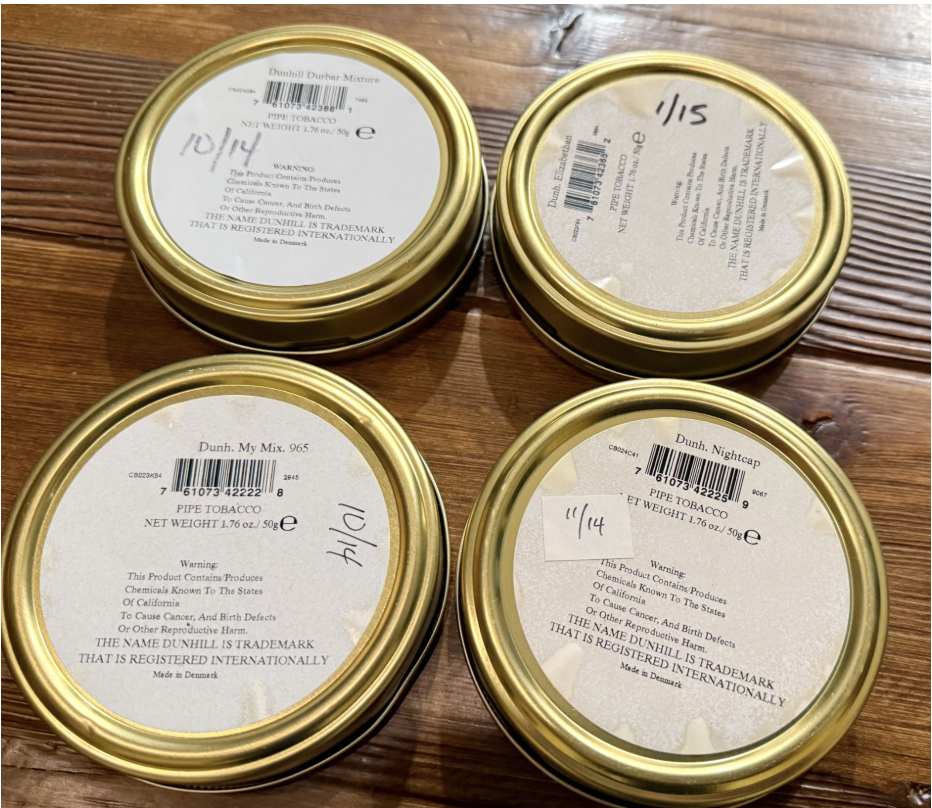 Dunhill Durbar Mixture
7 61073 42388 1
PIPE TOBACCO
NET WEIGHT 1.76 oz./ 50g e
10/14
WARNING:
This Product Contains/Produces
Chemicals Known To The States
Of California
To Cause Cancer, And Birth Defects
Or Other Reproductive Harm.
THE NAME DUNHILL IS TRADEMARK
THAT IS REGISTERED INTERNATIONALLY
Made in Denmark
1/15
Dunh. Elizabethan
7 61073 42385 2
PIPE TOBACCO
NET WEIGHT 1.76 oz./ 50g e
Warning:
This Product Contains/Produces
Chemicals Known To The States
Of California
To Cause Cancer, And Birth Defects
Or Other Reproductive Harm.
THE NAME DUNHILL IS TRADEMARK
THAT IS REGISTERED INTERNATIONALLY
Made in Denmark
Dunh. My Mix. 965
CB023K54 2845
7 61073 42222 8
PIPE TOBACCO
NET WEIGHT 1.76 oz./ 50g e
10/14
Warning:
This Product Contains/Produces
Chemicals Known To The States
Of California
To Cause Cancer, And Birth Defects
Or Other Reproductive Harm.
THE NAME DUNHILL IS TRADEMARK
THAT IS REGISTERED INTERNATIONALLY
Made in Denmark
Dunh. Nightcap
CB024C41 9067
7 61073 42225 9
PIPE TOBACCO
ET WEIGHT 1.76 oz./ 50g e
11/14
Warning:
This Product Contains/Produces
Chemicals Known To The States
Of California
To Cause Cancer, And Birth Defects
Or Other Reproductive Harm.
THE NAME DUNHILL IS TRADEMARK
THAT IS REGISTERED INTERNATIONALLY
Made in Denmark